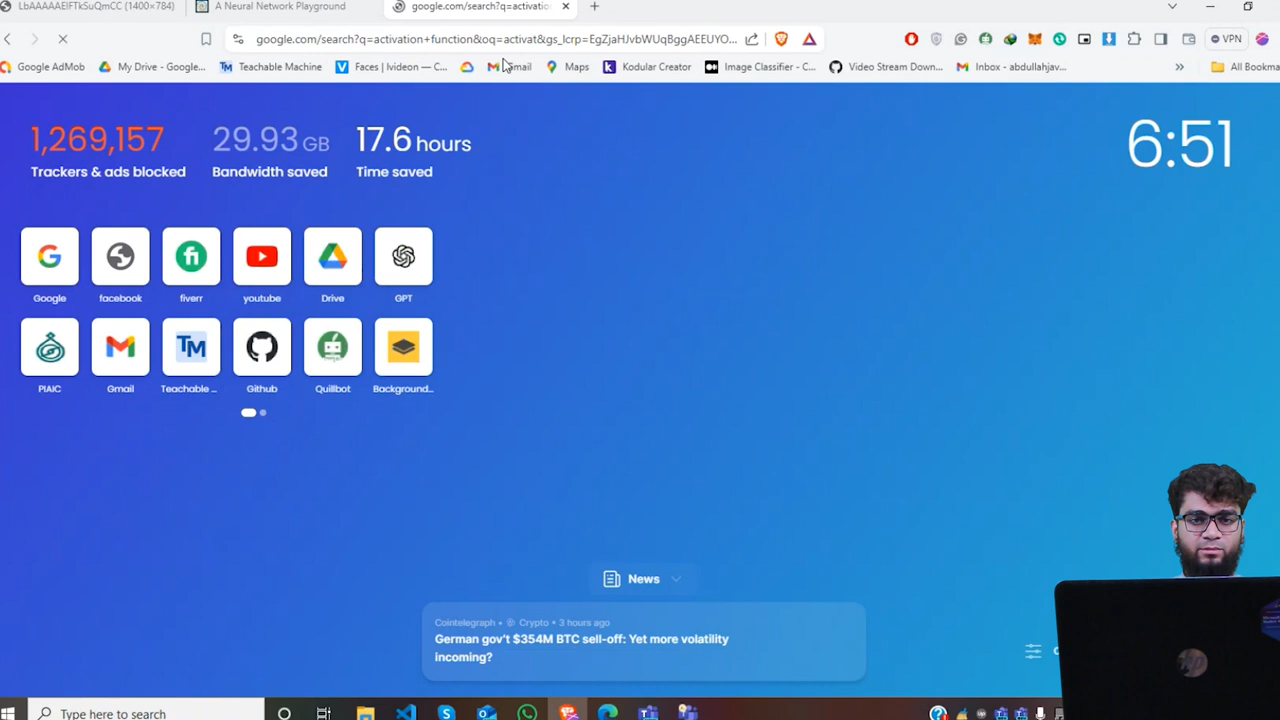 LbAAAAAElFTkSuQmCC (1400×784)
A Neural Network Playground
google.com/search?q=activatio
google.com/search?q=activation+function&oq=activat&gs_lcrp=EgZjaHJvbWUqBggAEEUYO...
VPN
Google AdMob
My Drive - Google...
Teachable Machine
Faces | Ivideon — C...
Gmail
Maps
Kodular Creator
Image Classifier - C...
Video Stream Down...
Inbox - abdullahjav...
All Bookma
1,269,157
Trackers & ads blocked
29.93 GB
Bandwidth saved
17.6 hours
Time saved
6:51
Google
facebook
fiverr
youtube
Drive
GPT
PIAIC
Gmail
Teachable ...
Github
Quillbot
Background...
News
Cointelegraph • Crypto • 3 hours ago
German gov't $354M BTC sell-off: Yet more volatility
incoming?
Type here to search